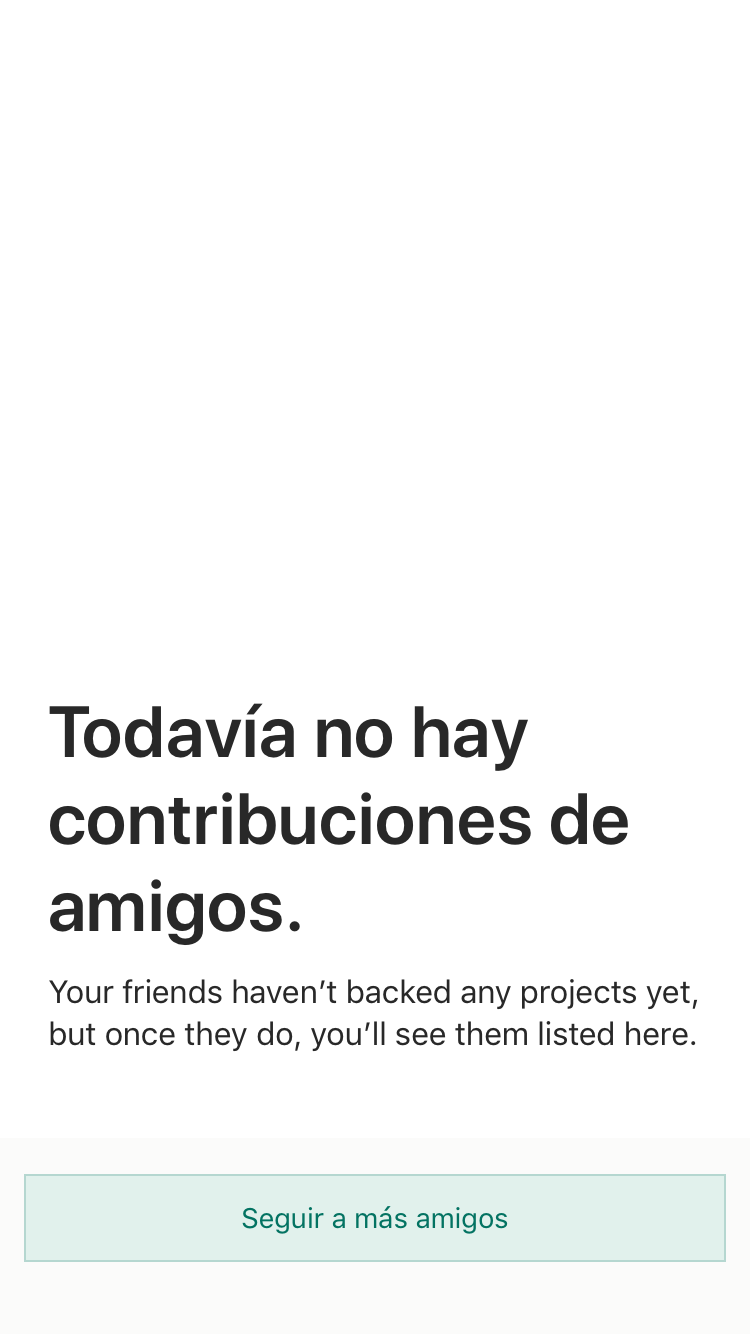 Todavía no hay
contribuciones de
amigos.
Your friends haven’t backed any projects yet,
but once they do, you’ll see them listed here.
Seguir a más amigos